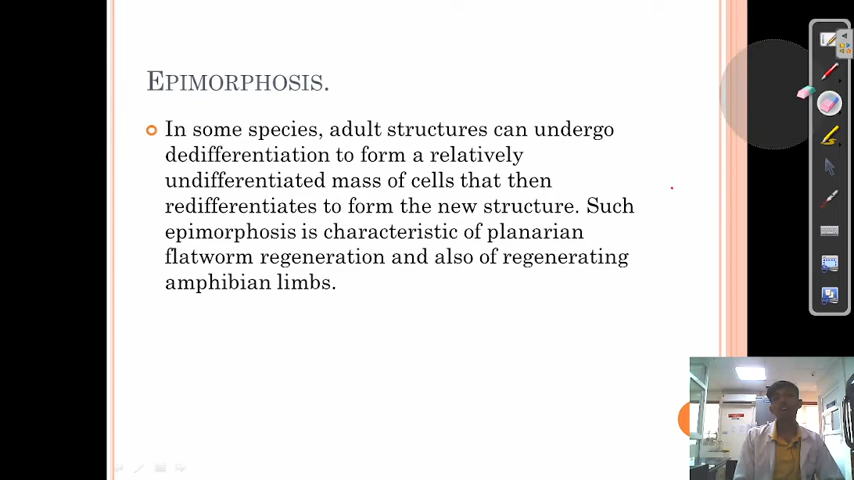 EPIMORPHOSIS.
In some species, adult structures can undergo
dedifferentiation to form a relatively
undifferentiated mass of cells that then
redifferentiates to form the new structure. Such
epimorphosis is characteristic of planarian
flatworm regeneration and also of regenerating
amphibian limbs.